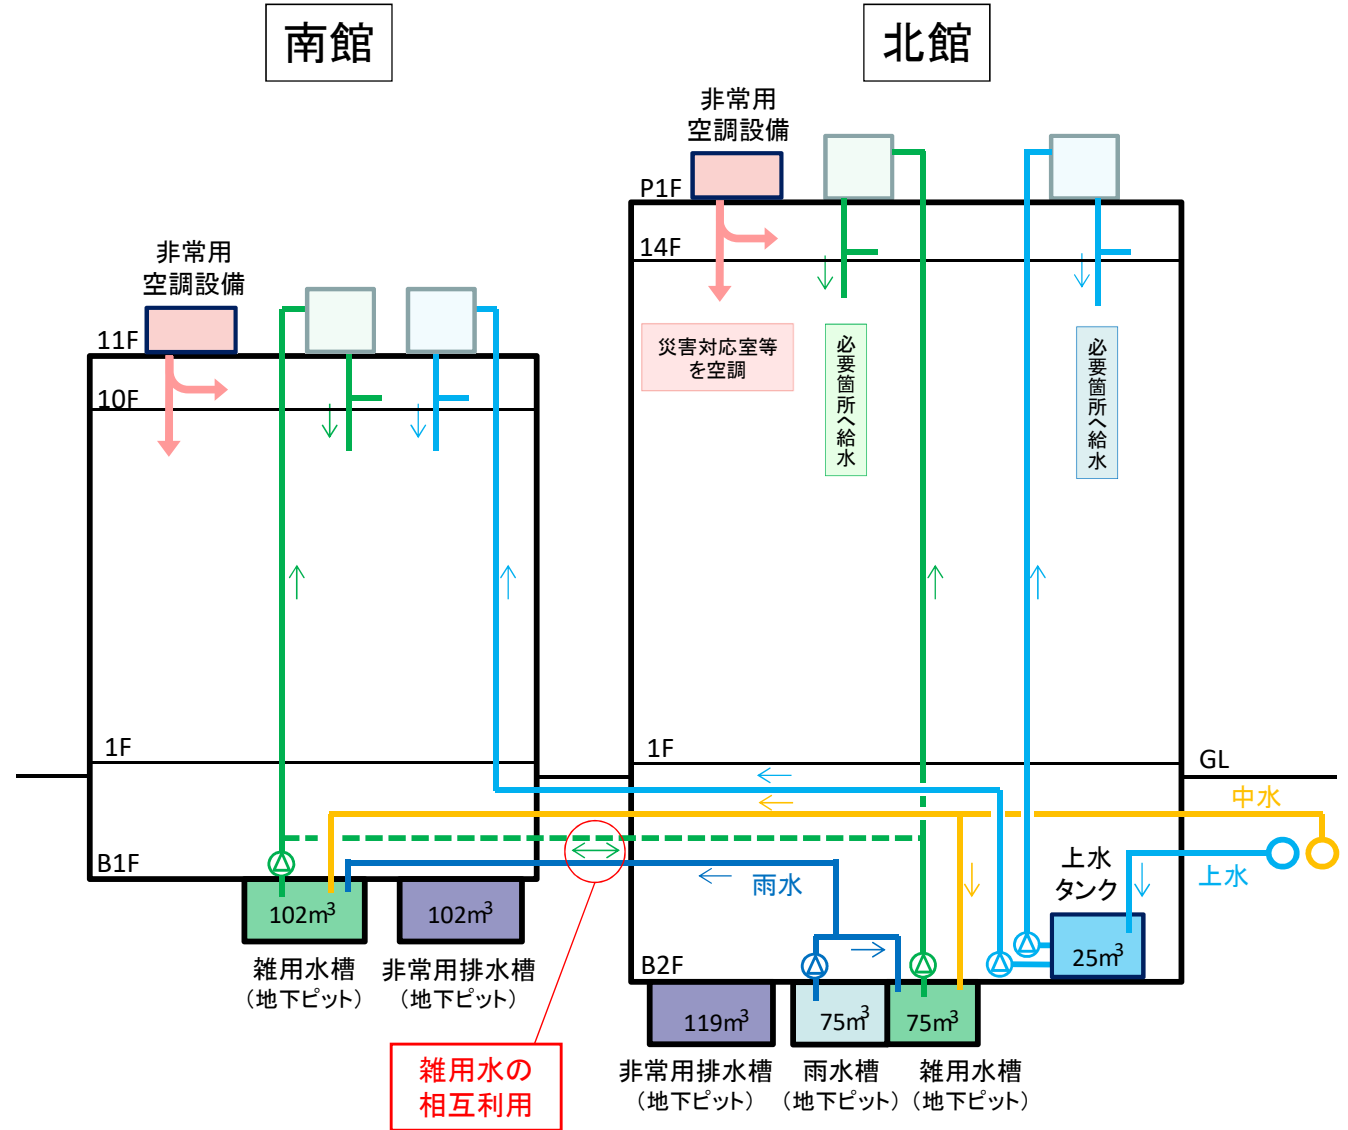 南館
北館
非常用
空調設備
P1F
14F
非常用
空調設備
11F
10F
災害対応室等
を空調
必要箇所へ給水
必要箇所へ給水
1F
1F
GL
中水
上水
上水
タンク
25m³
B1F
雨水
102m³
102m³
雑用水槽
（地下ピット）
非常用排水槽
（地下ピット）
B2F
119m³
75m³
75m³
非常用排水槽
（地下ピット）
雨水槽
（地下ピット）
雑用水槽
（地下ピット）
雑用水の
相互利用